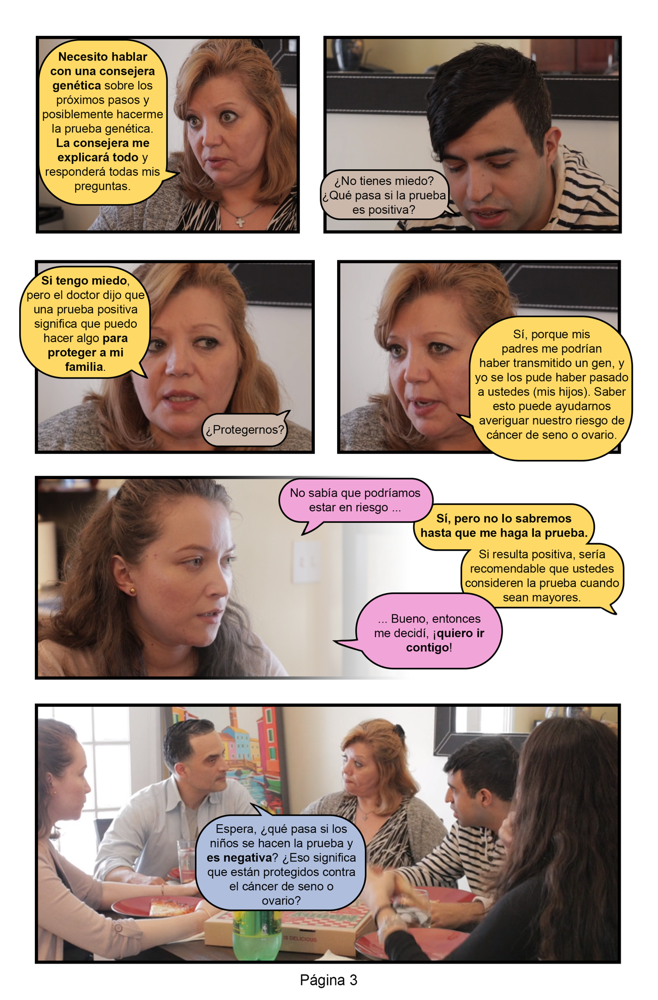 Necesito hablar
con una consejera
genética sobre los
próximos pasos y
posiblemente hacerme
la prueba genética.
La consejera me
explicará todo y
responderá todas mis
preguntas.
¿No tienes miedo?
¿Qué pasa si la prueba
es positiva?
Si tengo miedo,
pero el doctor dijo que
una prueba positiva
significa que puedo
hacer algo para
proteger a mi
familia.
¿Protegernos?
Sí, porque mis
padres me podrían
haber transmitido un gen, y
yo se los pude haber pasado
a ustedes (mis hijos). Saber
esto puede ayudarnos
averiguar nuestro riesgo de
cáncer de seno o ovario.
No sabía que podríamos
estar en riesgo ...
Sí, pero no lo sabremos
hasta que me haga la prueba.
Si resulta positiva, sería
recomendable que ustedes
consideren la prueba cuando
sean mayores.
... Bueno, entonces
me decidí, ¡quiero ir
contigo!
Espera, ¿qué pasa si los
niños se hacen la prueba y
es negativa? ¿Eso significa
que están protegidos contra
el cáncer de seno o
ovario?
IS DELICIOUS
Página 3